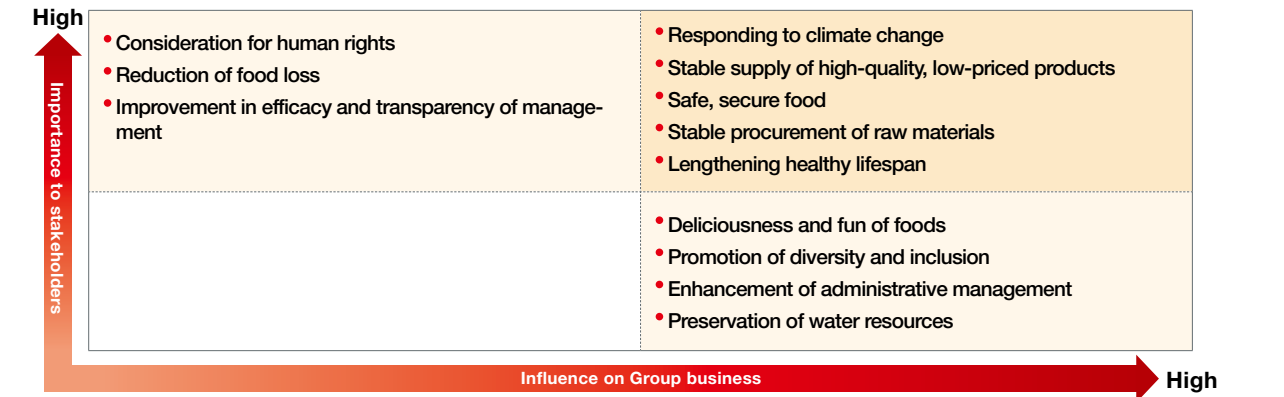 High
Importance to stakeholders
• Consideration for human rights
• Reduction of food loss
• Improvement in efficacy and transparency of manage-
ment
• Responding to climate change
• Stable supply of high-quality, low-priced products
• Safe, secure food
• Stable procurement of raw materials
• Lengthening healthy lifespan
• Deliciousness and fun of foods
• Promotion of diversity and inclusion
• Enhancement of administrative management
• Preservation of water resources
Influence on Group business
High